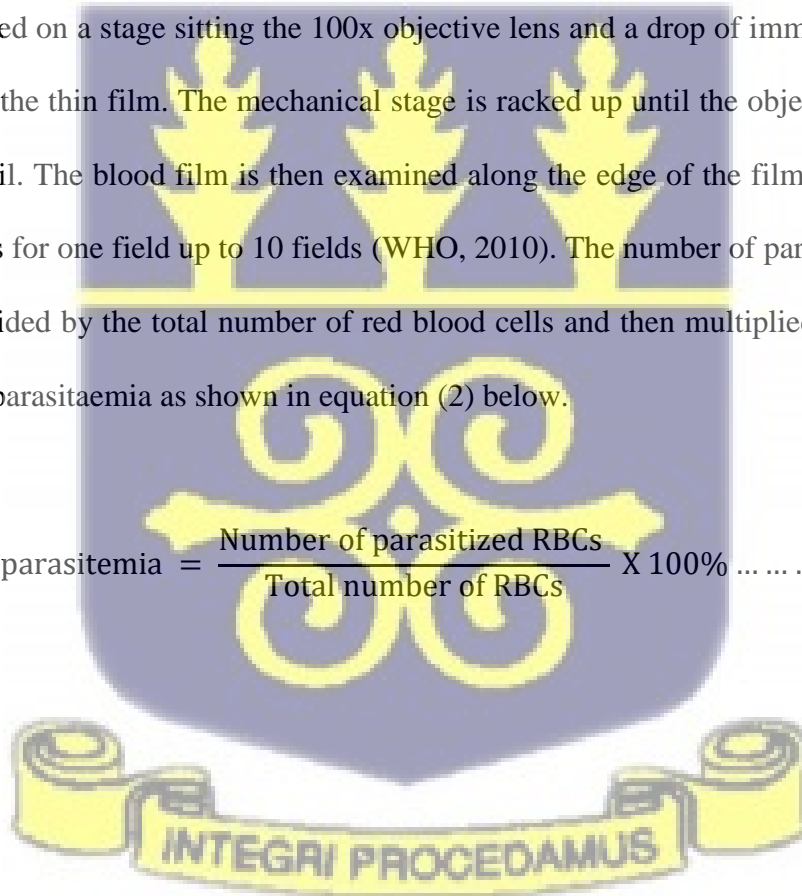 ed on a stage sitting the 100x objective lens and a drop of imm
the thin film. The mechanical stage is racked up until the obje
il. The blood film is then examined along the edge of the film
s for one field up to 10 fields (WHO, 2010). The number of par
ided by the total number of red blood cells and then multiplied
parasitaemia as shown in equation (2) below.
parasitemia = Number of parasitized RBCs / Total number of RBCs X 100% … … .
INTEGRI PROCEDAMUS